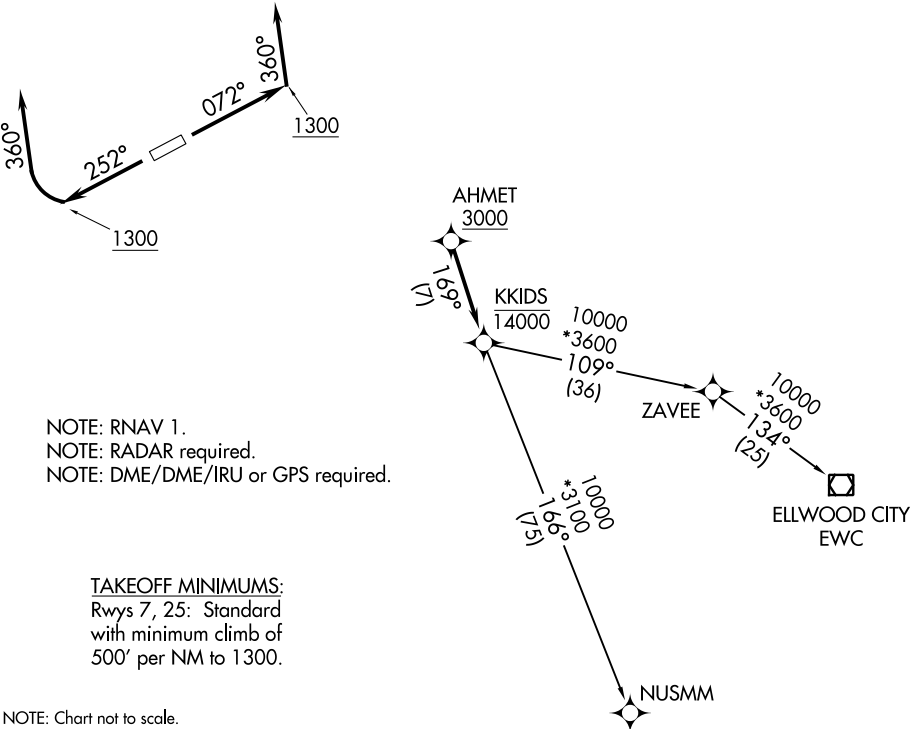 360°
072°
1300
360°
252°
1300
AHMET
3000
169°
(7)
KKIDS
14000
10000
*3600
109°
(36)
ZAVEE
10000
*3600
134°
(25)
ELLWOOD CITY
EWC
10000
*3100
166°
(75)
NUSMM
NOTE: RNAV 1.
NOTE: RADAR required.
NOTE: DME/DME/IRU or GPS required.
TAKEOFF MINIMUMS:
Rwys 7, 25: Standard
with minimum climb of
500' per NM to 1300.
NOTE: Chart not to scale.